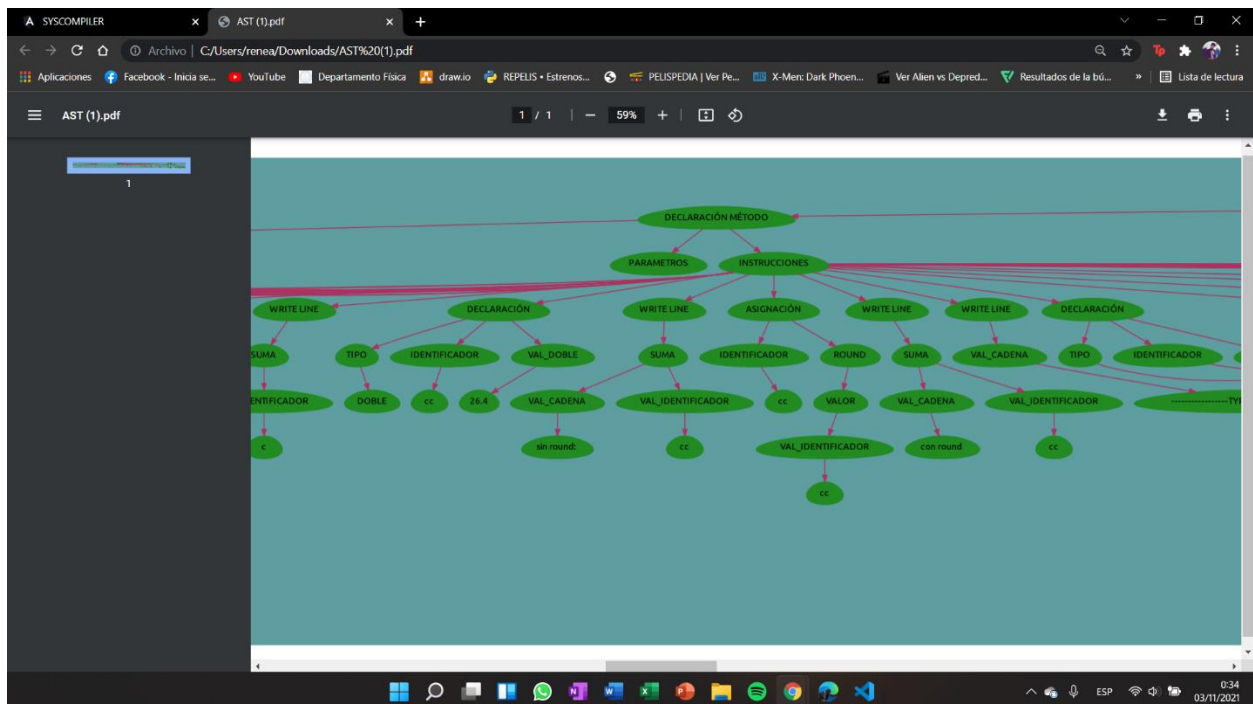 SYSCOMPILER
AST (1).pdf
Archivo | C:/Users/renea/Downloads/AST%20(1).pdf
Aplicaciones Facebook - Inicia se... YouTube Departamento Física draw.io REPELIS • Estrenos... PELISPEDIA | Ver Pe... X-Men: Dark Phoen... Ver Alien vs Depred... Resultados de la bú... » Lista de lectura
AST (1).pdf 1 / 1 | − 59% + |
1
DECLARACIÓN MÉTODO
PARAMETROS INSTRUCCIONES
WRITE LINE DECLARACIÓN WRITE LINE ASIGNACIÓN WRITE LINE WRITE LINE DECLARACIÓN
SUMA TIPO IDENTIFICADOR VAL_DOBLE SUMA IDENTIFICADOR ROUND SUMA VAL_CADENA TIPO IDENTIFICADOR
ENTIFICADOR DOBLE cc 26.4 VAL_CADENA VAL_IDENTIFICADOR cc VALOR VAL_CADENA VAL_IDENTIFICADOR ------------------TYP
c sin round: cc VAL_IDENTIFICADOR con round cc
cc
ESP
0:34
03/11/2021